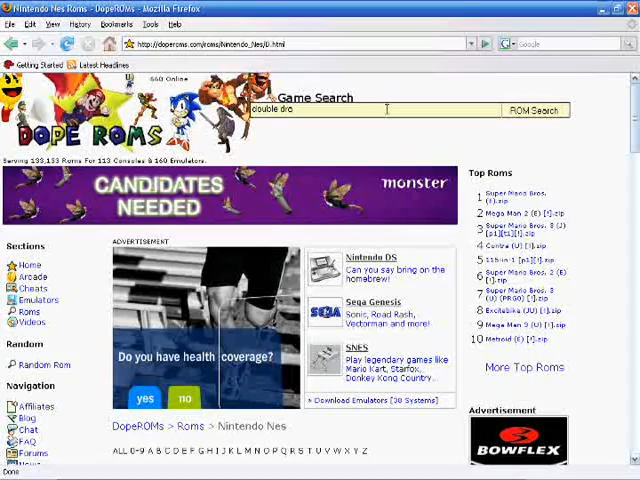 Nintendo Nes Roms - DopeROMs - Mozilla Firefox
File Edit View History Bookmarks Tools Help
http://doperoms.com/roms/Nintendo_Nes/D.html
Google
Getting Started Latest Headlines
660 Online
Game Search
double dra
ROM Search
DOPE ROMS
Serving 133,133 Roms For 113 Consoles & 160 Emulators.
CANDIDATES
NEEDED
monster
Top Roms
1 Super Mario Bros. (E).zip
2 Mega Man 2 (E) [!].zip
3 Super Mario Bros. 3 (J) [p1][t1][!].zip
4 Contra (U) [!].zip
5 11-in-1 [p1][!].zip
6 Super Mario Bros. 2 (E) [!].zip
7 Super Mario Bros. 3 (U) (PRG0) [!].zip
8 Excitebike (JU) [!].zip
9 Mega Man 3 (U) [!].zip
10 Metroid (E) [!].zip
More Top Roms
Advertisement
BOWFLEX
Sections
Home
Arcade
Cheats
Emulators
Roms
Videos
Random
Random Rom
Navigation
Affiliates
Blog
Chat
FAQ
Forums
News
ADVERTISEMENT
Do you have health coverage?
yes no
Nintendo DS
Can you say bring on the
homebrew!
SEGA
Sega Genesis
Sonic, Road Rash,
Vectorman and more!
SNES
Play legendary games like
Mario Kart, Starfox,
Donkey Kong Country...
Download Emulators [30 Systems]
DopeROMs > Roms > Nintendo Nes
ALL 0-9 A B C D E F G H I J K L M N O P Q R S T U V W X Y Z
Done